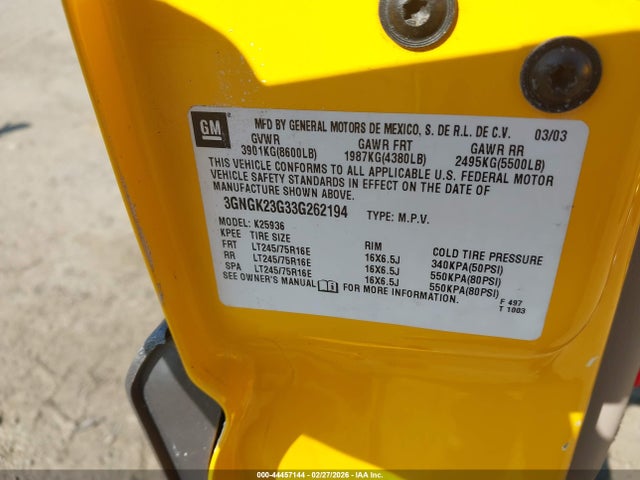 GM
MFD BY GENERAL MOTORS DE MEXICO, S. DE R.L. DE C.V. 03/03
GVWR GAWR FRT GAWR RR
3901KG(8600LB) 1987KG(4380LB) 2495KG(5500LB)
THIS VEHICLE CONFORMS TO ALL APPLICABLE U.S. FEDERAL MOTOR
VEHICLE SAFETY STANDARDS IN EFFECT ON THE DATE OF
MANUFACTURE SHOWN ABOVE.
3GNGK23G33G262194 TYPE: M.P.V.
MODEL: K25936
KPEE TIRE SIZE RIM COLD TIRE PRESSURE
FRT LT245/75R16E 16X6.5J 340KPA(50PSI)
RR LT245/75R16E 16X6.5J 550KPA(80PSI)
SPA LT245/75R16E 16X6.5J 550KPA(80PSI)
SEE OWNER'S MANUAL FOR MORE INFORMATION.
F 497
T 1003
000-44457144 - 02/27/2026 - IAAI.COM